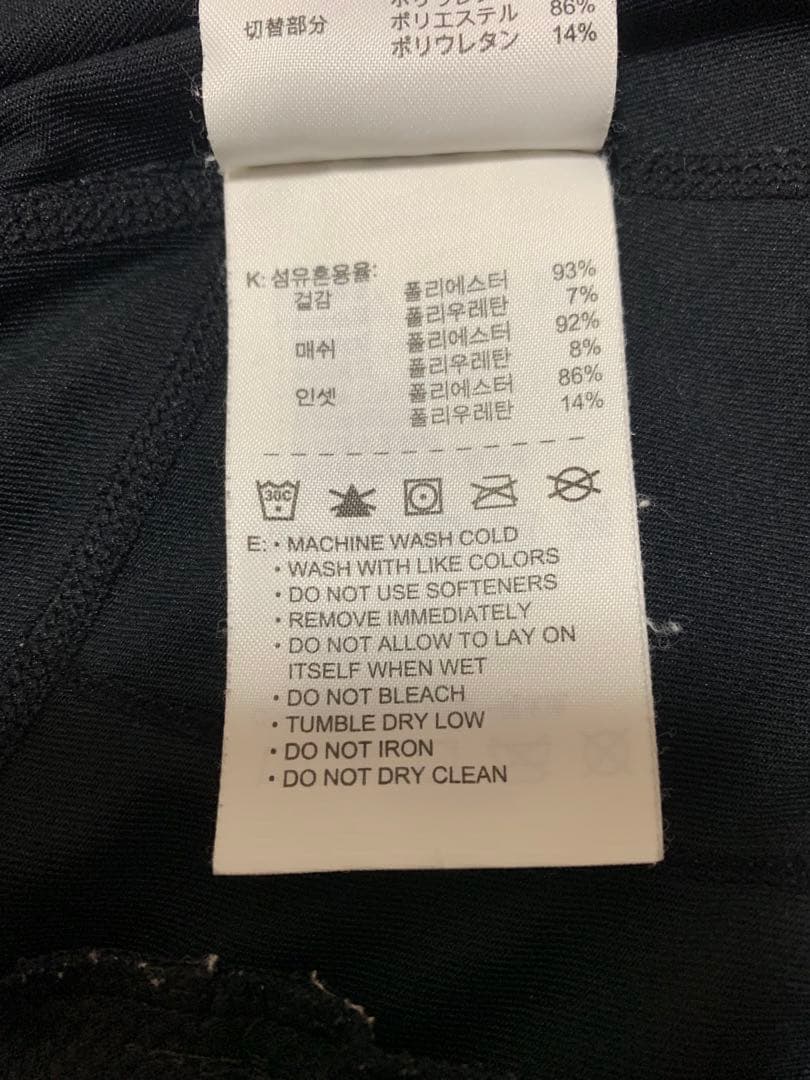 86%
切替部分 ポリエステル
ポリウレタン 14%
K: 섬유혼용율:
겉감 폴리에스터 93%
폴리우레탄 7%
매쉬 폴리에스터 92%
폴리우레탄 8%
인셋 폴리에스터 86%
폴리우레탄 14%
30C
E: • MACHINE WASH COLD
• WASH WITH LIKE COLORS
• DO NOT USE SOFTENERS
• REMOVE IMMEDIATELY
• DO NOT ALLOW TO LAY ON
ITSELF WHEN WET
• DO NOT BLEACH
• TUMBLE DRY LOW
• DO NOT IRON
• DO NOT DRY CLEAN